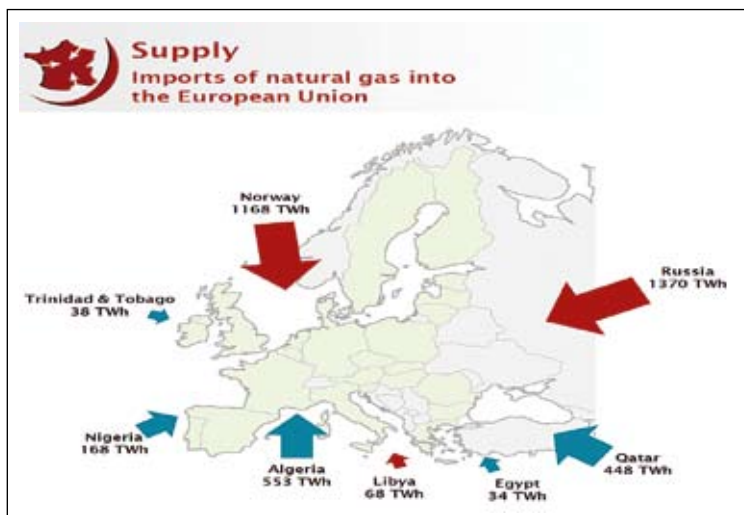 Supply
Imports of natural gas into
the European Union
Norway
1168 TWh
Russia
1370 TWh
Trinidad & Tobago
38 TWh
Nigeria
168 TWh
Algeria
553 TWh
Libya
68 TWh
Egypt
34 TWh
Qatar
448 TWh